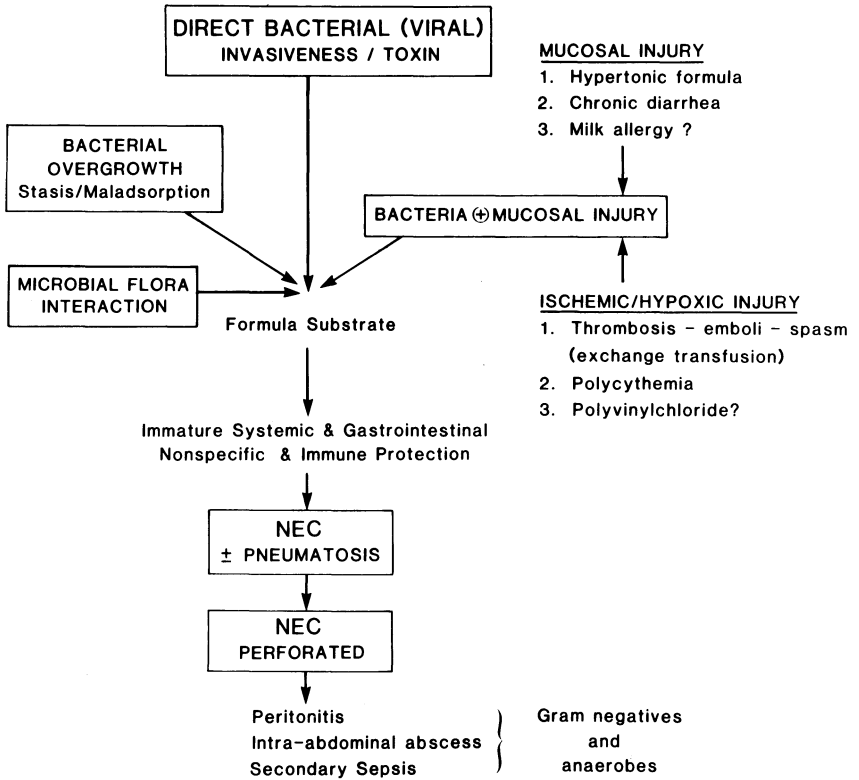 DIRECT BACTERIAL (VIRAL)
INVASIVENESS / TOXIN
MUCOSAL INJURY
1. Hypertonic formula
2. Chronic diarrhea
3. Milk allergy ?
BACTERIAL
OVERGROWTH
Stasis/Maladsorption
BACTERIA ⊕ MUCOSAL INJURY
MICROBIAL FLORA
INTERACTION
Formula Substrate
ISCHEMIC/HYPOXIC INJURY
1. Thrombosis – emboli – spasm
(exchange transfusion)
2. Polycythemia
3. Polyvinylchloride?
Immature Systemic & Gastrointestinal
Nonspecific & Immune Protection
NEC
± PNEUMATOSIS
NEC
PERFORATED
Peritonitis
Intra-abdominal abscess
Secondary Sepsis
Gram negatives
and
anaerobes